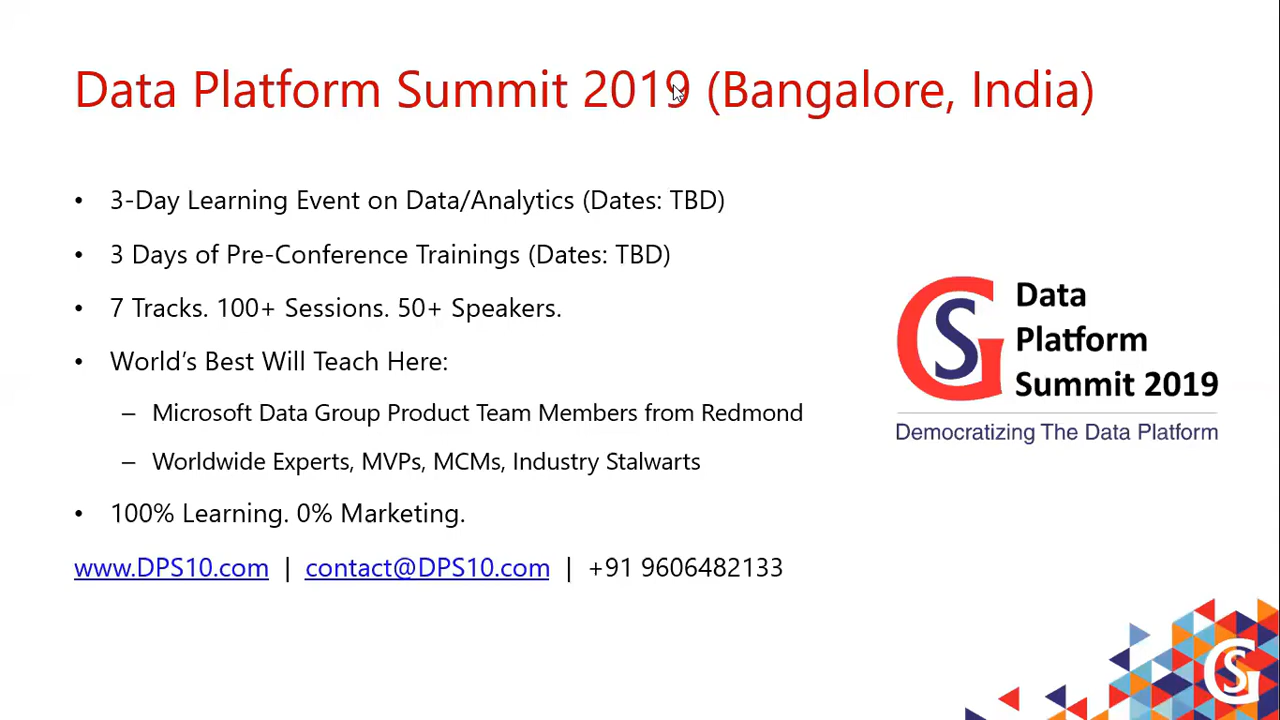 Data Platform Summit 2019 (Bangalore, India)
• 3-Day Learning Event on Data/Analytics (Dates: TBD)
• 3 Days of Pre-Conference Trainings (Dates: TBD)
• 7 Tracks. 100+ Sessions. 50+ Speakers.
• World’s Best Will Teach Here:
– Microsoft Data Group Product Team Members from Redmond
– Worldwide Experts, MVPs, MCMs, Industry Stalwarts
• 100% Learning. 0% Marketing.
www.DPS10.com | contact@DPS10.com | +91 9606482133
GS
Data
Platform
Summit 2019
Democratizing The Data Platform
GS